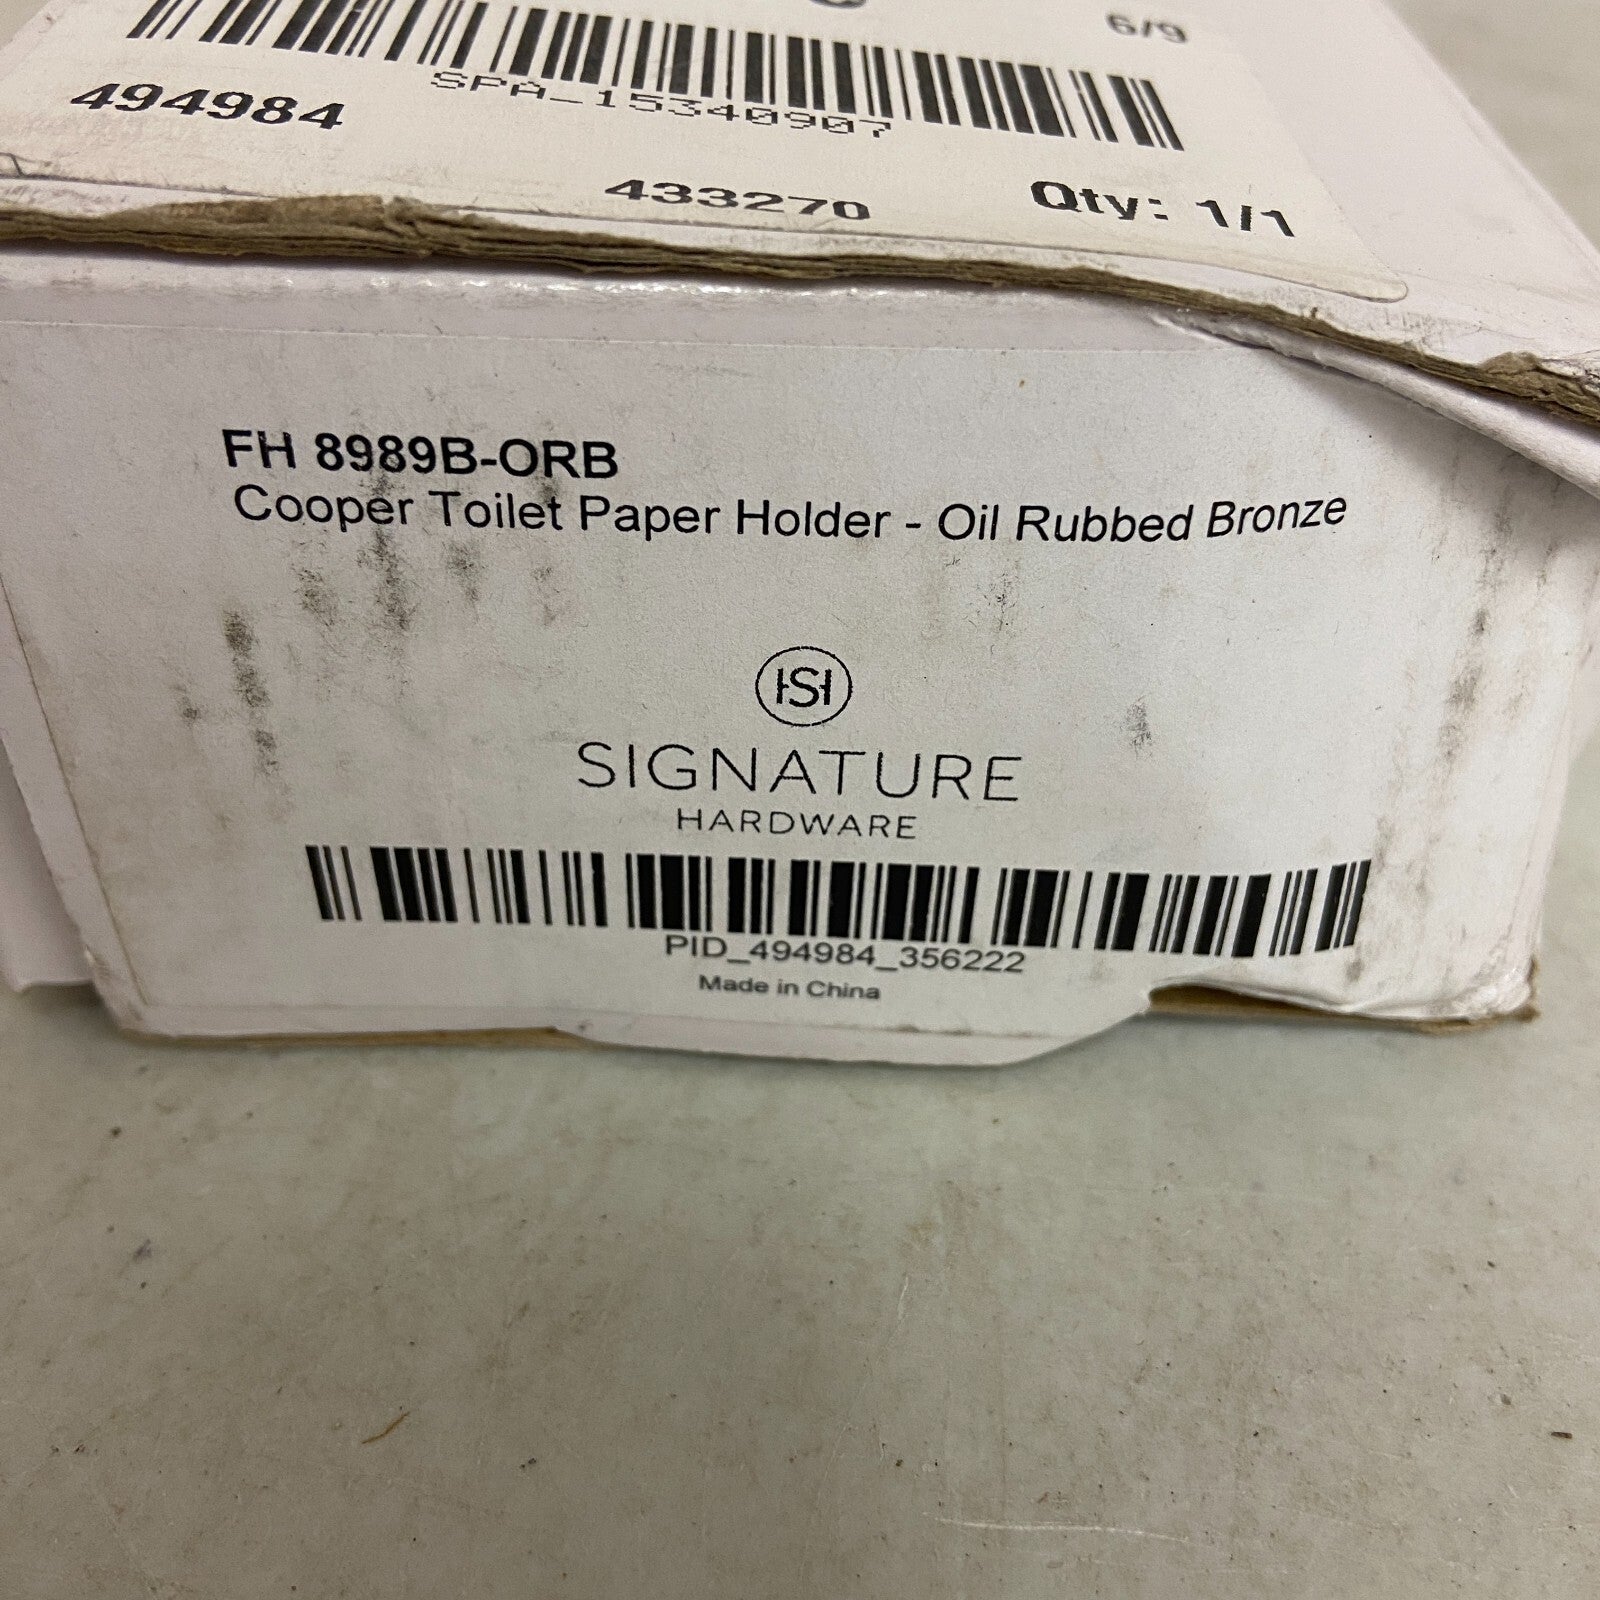 6/9
SPA_15340907
494984
433270
Qty: 1/1
FH 8989B-ORB
Cooper Toilet Paper Holder - Oil Rubbed Bronze
HSH
SIGNATURE
HARDWARE
PID_494984_356222
Made in China